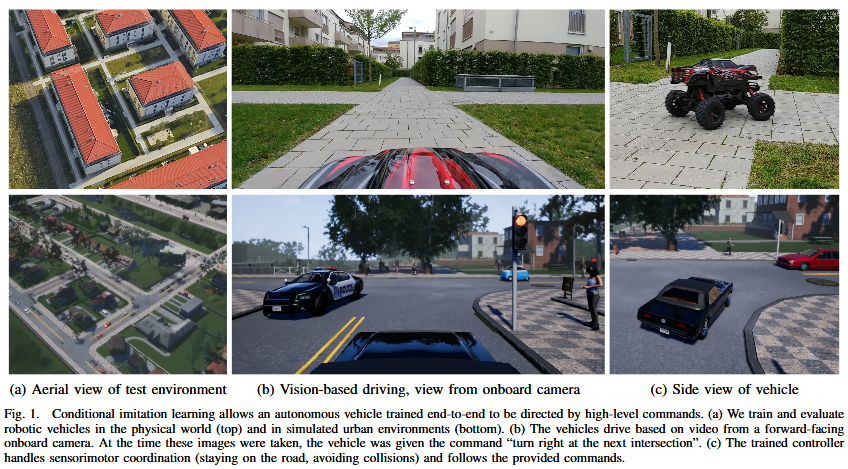 POLICE
(a) Aerial view of test environment
(b) Vision-based driving, view from onboard camera
(c) Side view of vehicle
Fig. 1. Conditional imitation learning allows an autonomous vehicle trained end-to-end to be directed by high-level commands. (a) We train and evaluate
robotic vehicles in the physical world (top) and in simulated urban environments (bottom). (b) The vehicles drive based on video from a forward-facing
onboard camera. At the time these images were taken, the vehicle was given the command “turn right at the next intersection”. (c) The trained controller
handles sensorimotor coordination (staying on the road, avoiding collisions) and follows the provided commands.